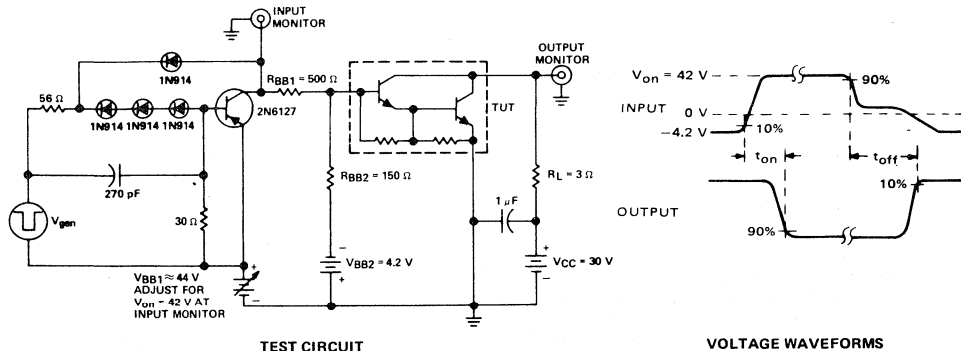 INPUT
MONITOR
OUTPUT
MONITOR
1N914
RBB1 = 500 Ω
56 Ω
2N6127
TUT
1N914 1N914 1N914
RBB2 = 150 Ω
RL = 3 Ω
270 pF
1 μF
Vgen
30 Ω
VBB2 = 4.2 V
VCC = 30 V
VBB1 ≈ 44 V
ADJUST FOR
Von = 42 V AT
INPUT MONITOR
+
−
−
+
+
−
TEST CIRCUIT
Von = 42 V
90%
INPUT
0 V
−4.2 V
10%
ton
toff
10%
OUTPUT
90%
VOLTAGE WAVEFORMS